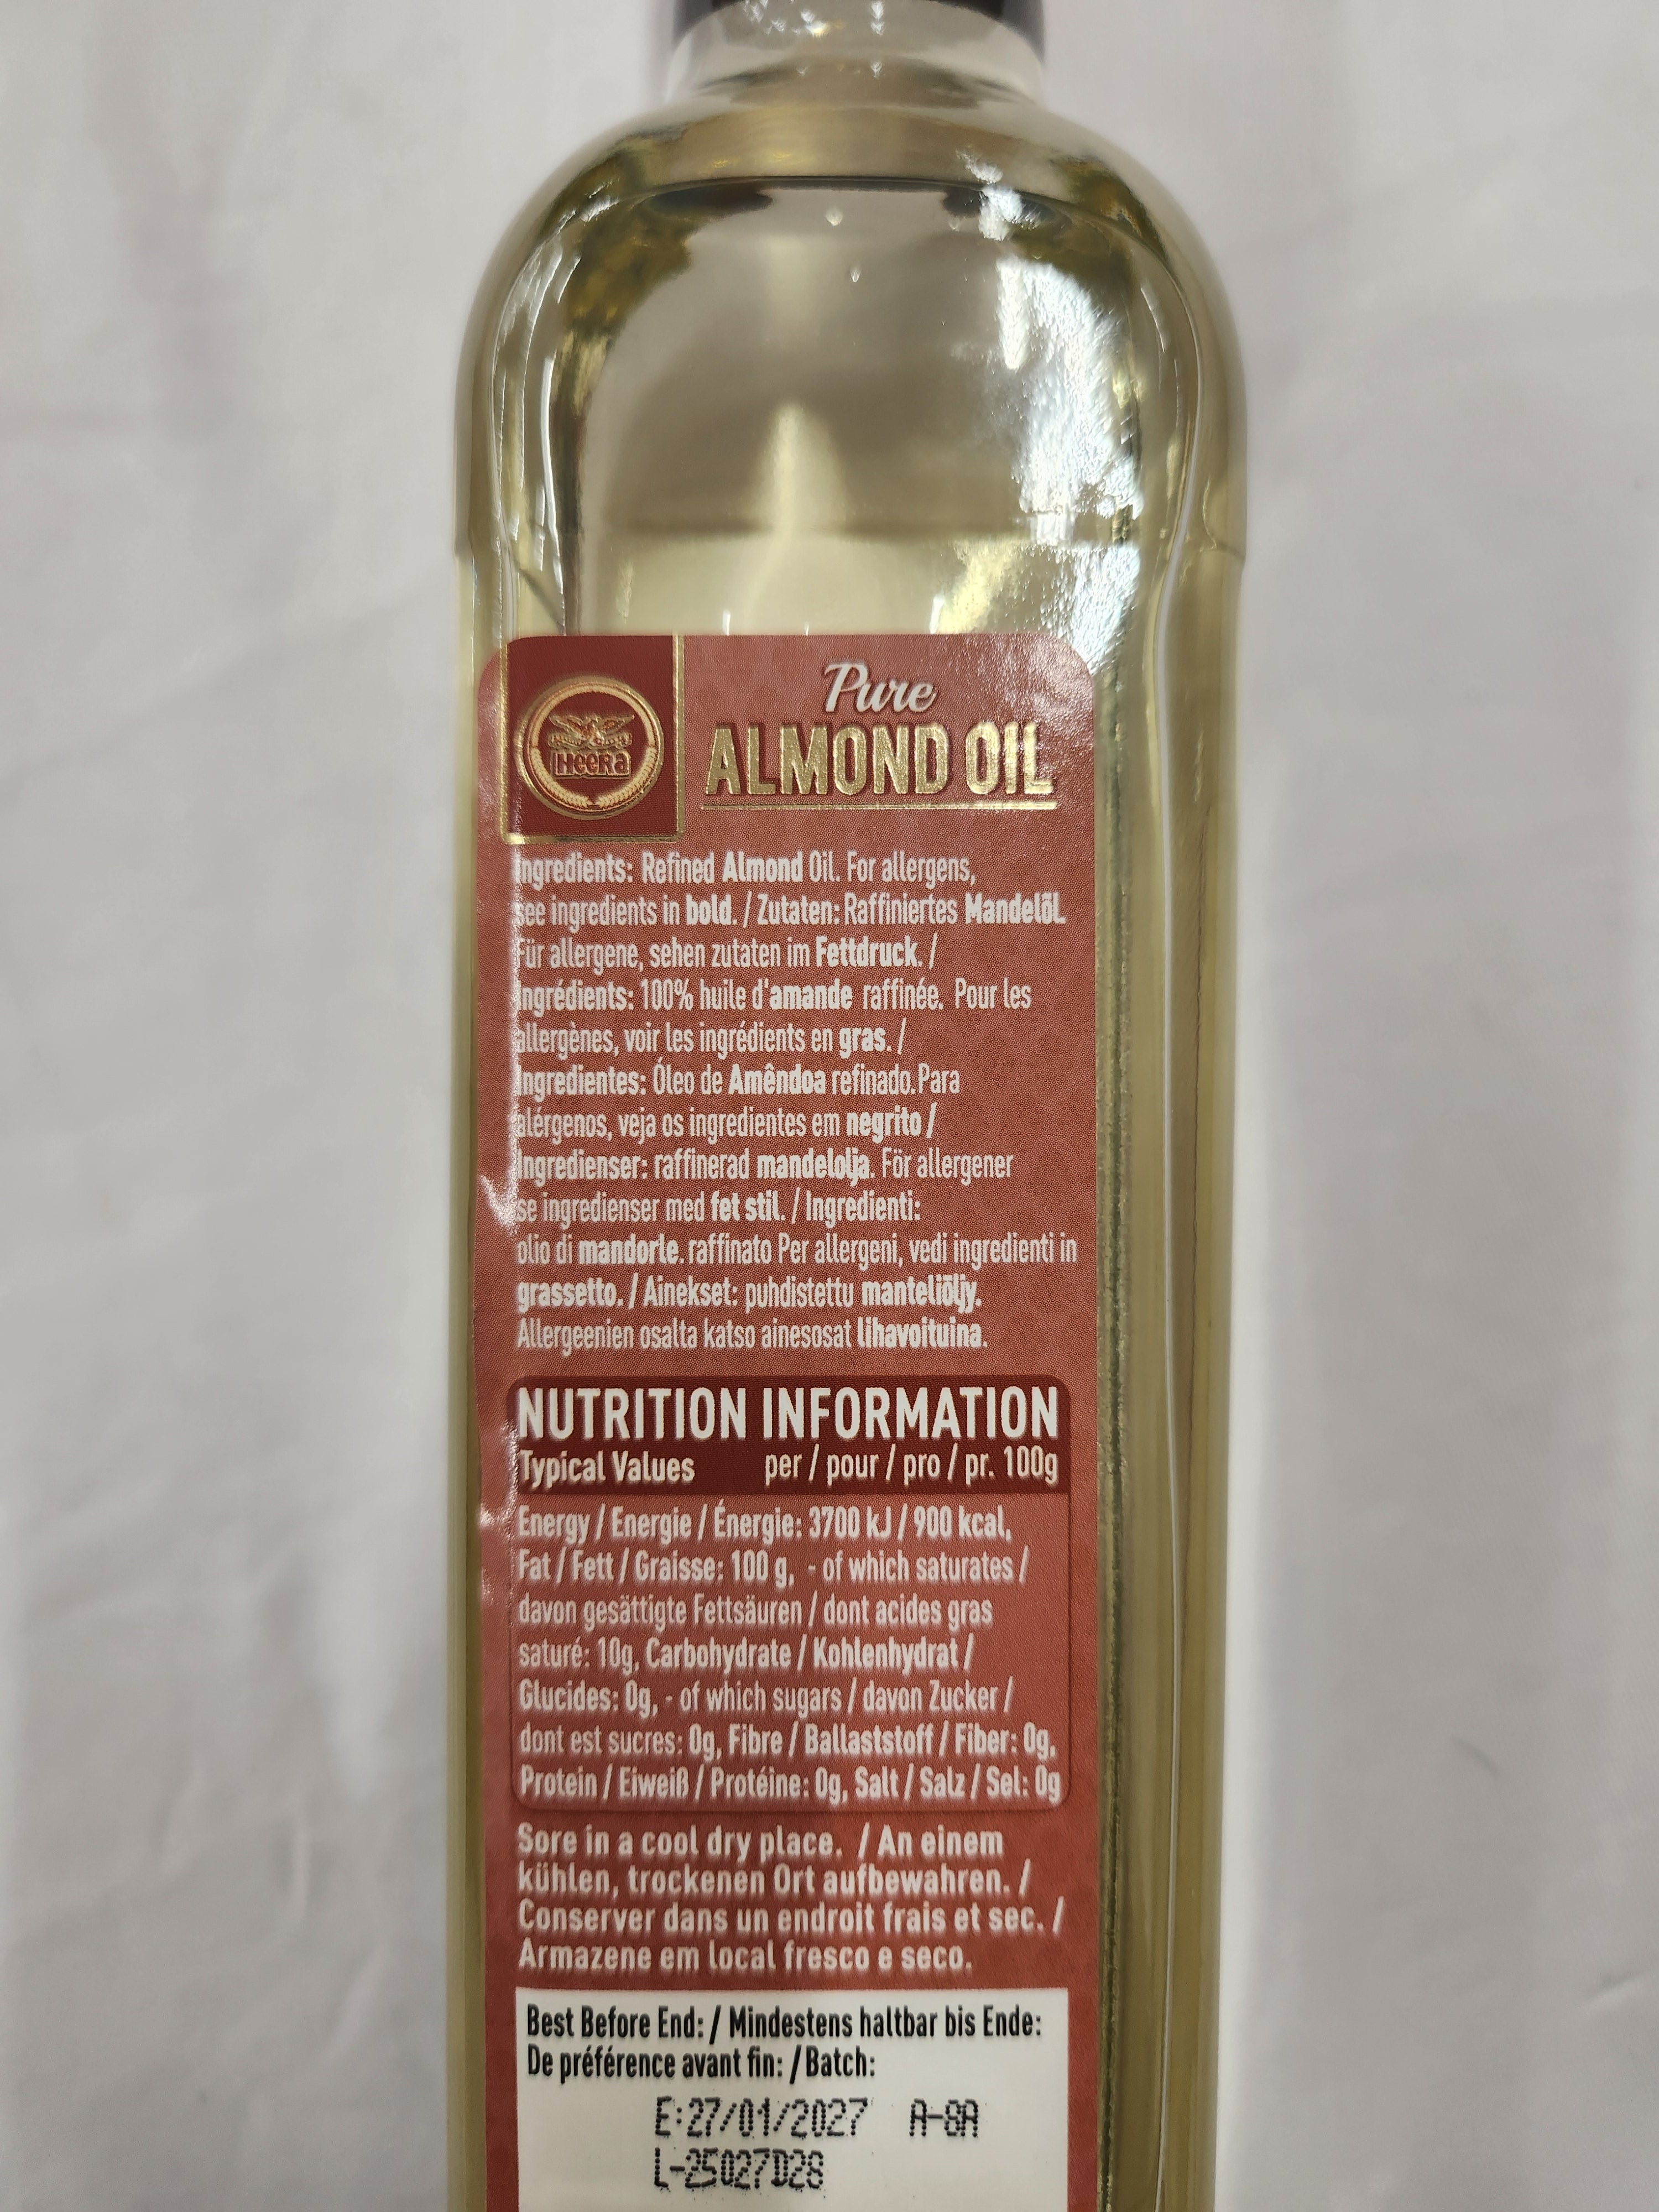 HeeRa
Pure
ALMOND OIL
Ingredients: Refined Almond Oil. For allergens,
see ingredients in bold. / Zutaten: Raffiniertes Mandelöl.
Für allergene, sehen zutaten im Fettdruck. /
Ingrédients: 100% huile d'amande raffinée. Pour les
allergènes, voir les ingrédients en gras. /
Ingredientes: Óleo de Amêndoa refinado.Para
alérgenos, veja os ingredientes em negrito /
Ingredienser: raffinerad mandelolja. För allergener
se ingredienser med fet stil. / Ingredienti:
olio di mandorle. raffinato Per allergeni, vedi ingredienti in
grassetto. / Ainekset: puhdistettu manteliöljy.
Allergeenien osalta katso ainesosat lihavoituina.
NUTRITION INFORMATION
Typical Values per / pour / pro / pr. 100g
Energy / Energie / Énergie: 3700 kJ / 900 kcal,
Fat / Fett / Graisse: 100 g, - of which saturates /
davon gesättigte Fettsäuren / dont acides gras
saturé: 10g, Carbohydrate / Kohlenhydrat /
Glucides: 0g, - of which sugars / davon Zucker /
dont est sucres: 0g, Fibre / Ballaststoff / Fiber: 0g,
Protein / Eiweiß / Protéine: 0g, Salt / Salz / Sel: 0g
Sore in a cool dry place. / An einem
kühlen, trockenen Ort aufbewahren. /
Conserver dans un endroit frais et sec. /
Armazene em local fresco e seco.
Best Before End: / Mindestens haltbar bis Ende:
De préférence avant fin: / Batch:
E:27/01/2027 A-8A
L-25027D28